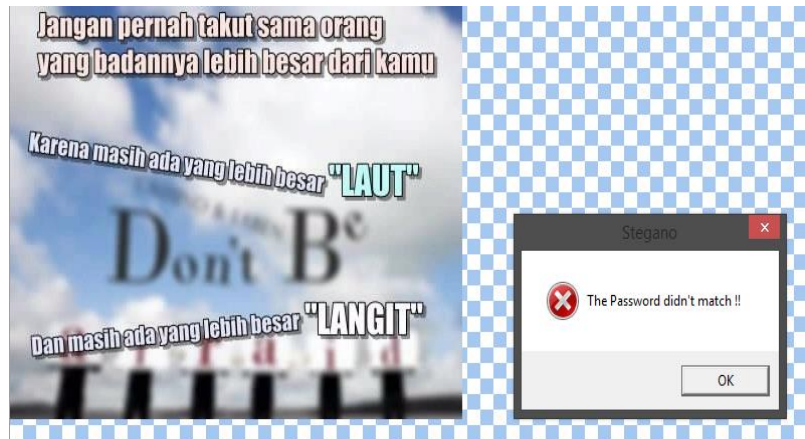 Jangan pernah takut sama orang
yang badannya lebih besar dari kamu
Karena masih ada yang lebih besar "LAUT"
Don't Be
Dan masih ada yang lebih besar "LANGIT"
a f r a i d
Stegano
x
The Password didn't match !!
OK